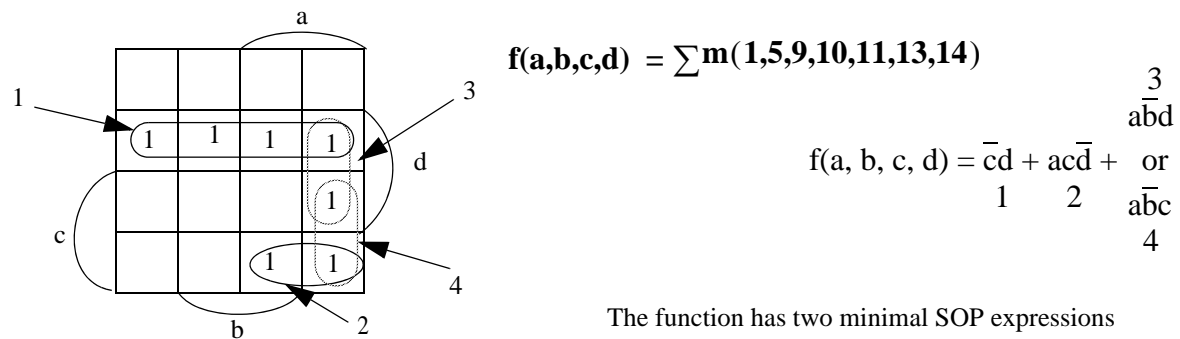 a
f(a,b,c,d) = ∑m(1,5,9,10,11,13,14)
1
3
1 1 1 1
d
1
c
1 1
b
2
4
3
ab̅d
f(a, b, c, d) = c̅d + acd̅ + or
1 2
ab̅c
4
The function has two minimal SOP expressions